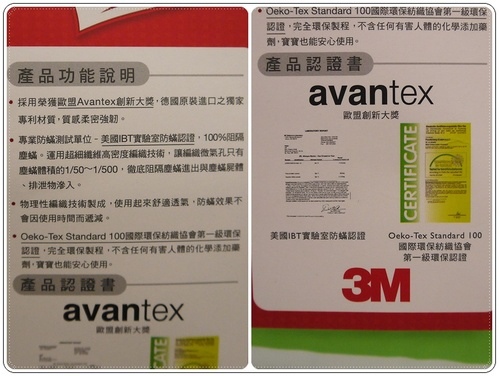 產品功能說明
• 採用榮獲歐盟Avantex創新大獎，德國原裝進口之獨家
專利材質，質感柔密強韌。
• 專業防蟎測試單位－美國IBT實驗室防蟎認證，100%阻隔
塵蟎。運用超細纖維高密度編織技術，讓編織微氣孔只有
塵蟎體積的1/50~1/500，徹底阻隔塵蟎進出與塵蟎屍體
、排泄物滲入。
• 物理性編織技術製成，使用起來舒適透氣，防蟎效果不
會因使用時間而遞減。
• Oeko-Tex Standard 100國際環保紡織協會第一級環保
認證，完全環保製程，不含任何有害人體的化學添加藥
劑，寶寶也能安心使用。
產品認證書
avantex
歐盟創新大獎
• Oeko-Tex Standard 100國際環保紡織協會第一級環保
認證，完全環保製程，不含任何有害人體的化學添加藥
劑，寶寶也能安心使用。
產品認證書
avantex
歐盟創新大獎
CERTIFICATE
美國IBT實驗室防蟎認證
Oeko-Tex Standard 100
國際環保紡織協會
第一級環保認證
3M